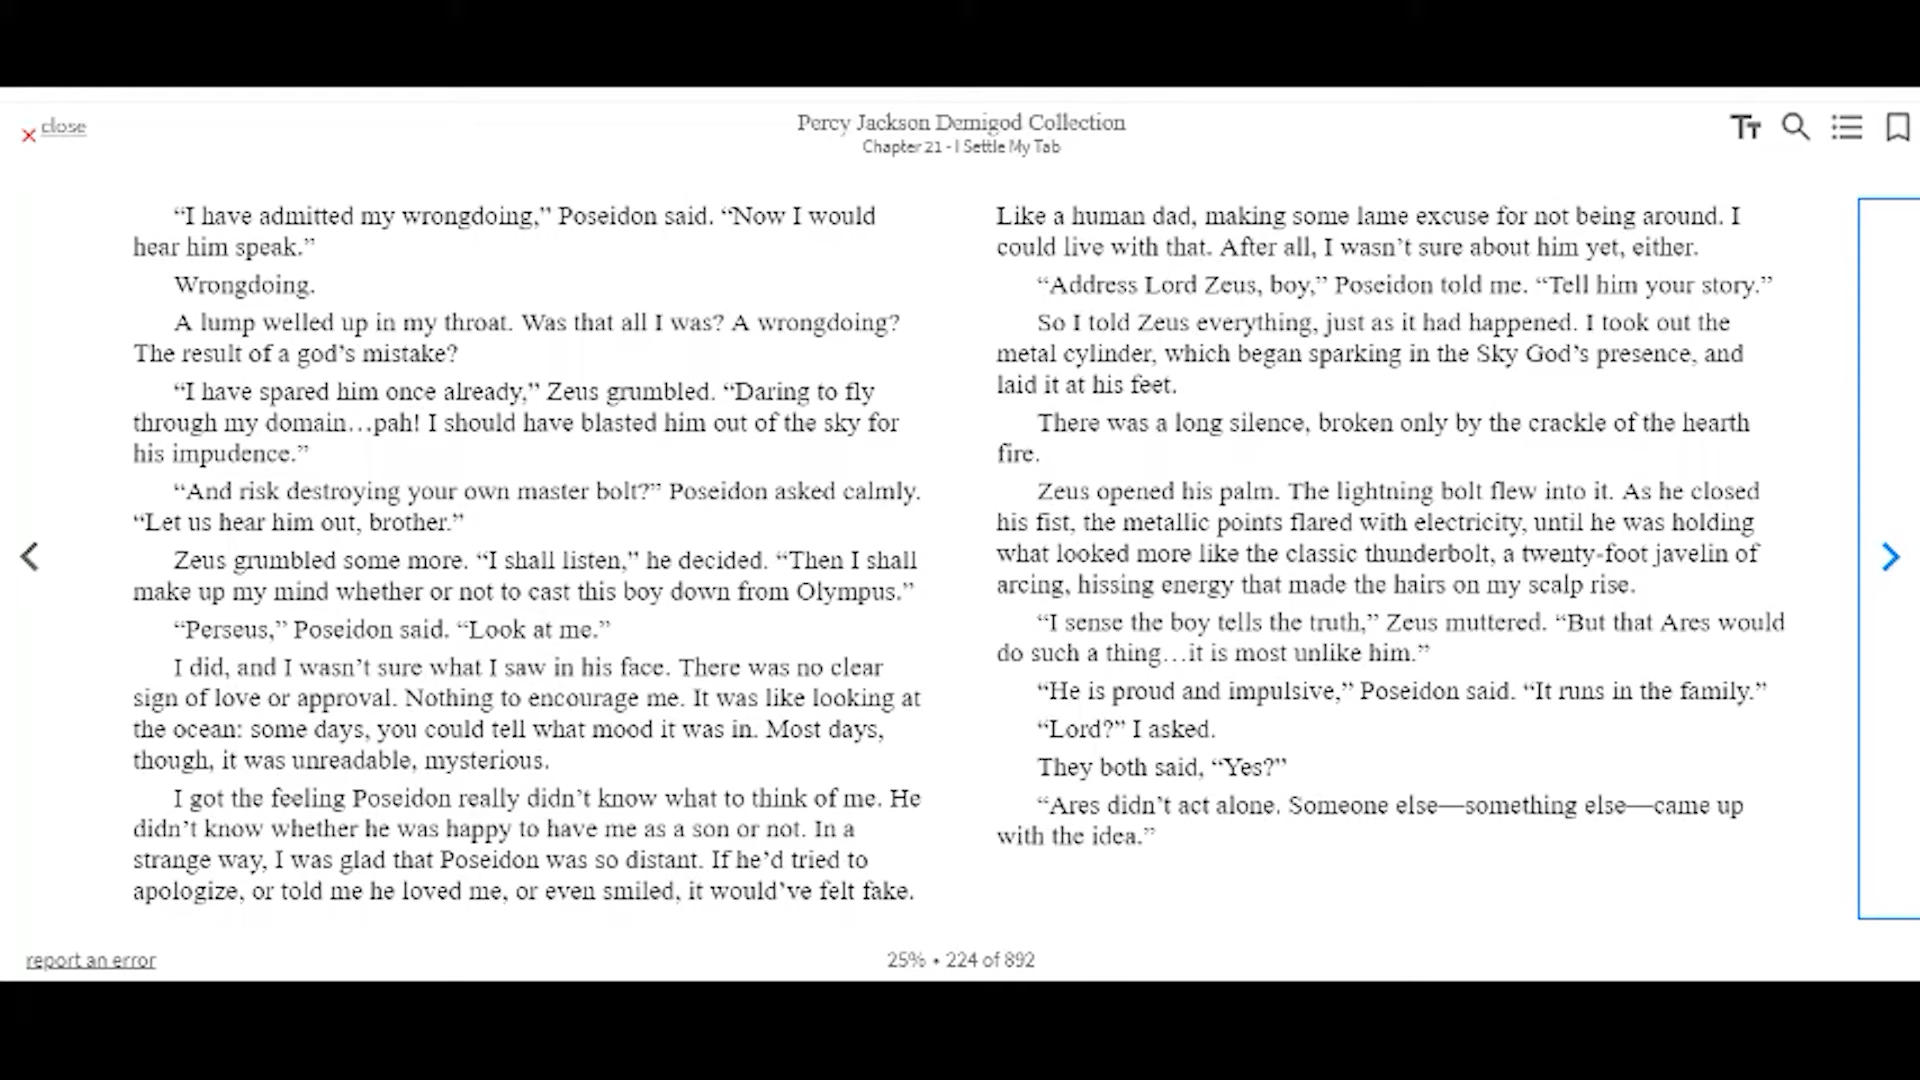 close
Percy Jackson Demigod Collection
Chapter 21 - I Settle My Tab
“I have admitted my wrongdoing,” Poseidon said. “Now I would
hear him speak.”
Wrongdoing.
A lump welled up in my throat. Was that all I was? A wrongdoing?
The result of a god’s mistake?
“I have spared him once already,” Zeus grumbled. “Daring to fly
through my domain…pah! I should have blasted him out of the sky for
his impudence.”
“And risk destroying your own master bolt?” Poseidon asked calmly.
“Let us hear him out, brother.”
Zeus grumbled some more. “I shall listen,” he decided. “Then I shall
make up my mind whether or not to cast this boy down from Olympus.”
“Perseus,” Poseidon said. “Look at me.”
I did, and I wasn’t sure what I saw in his face. There was no clear
sign of love or approval. Nothing to encourage me. It was like looking at
the ocean: some days, you could tell what mood it was in. Most days,
though, it was unreadable, mysterious.
I got the feeling Poseidon really didn’t know what to think of me. He
didn’t know whether he was happy to have me as a son or not. In a
strange way, I was glad that Poseidon was so distant. If he’d tried to
apologize, or told me he loved me, or even smiled, it would’ve felt fake.
Like a human dad, making some lame excuse for not being around. I
could live with that. After all, I wasn’t sure about him yet, either.
“Address Lord Zeus, boy,” Poseidon told me. “Tell him your story.”
So I told Zeus everything, just as it had happened. I took out the
metal cylinder, which began sparking in the Sky God’s presence, and
laid it at his feet.
There was a long silence, broken only by the crackle of the hearth
fire.
Zeus opened his palm. The lightning bolt flew into it. As he closed
his fist, the metallic points flared with electricity, until he was holding
what looked more like the classic thunderbolt, a twenty-foot javelin of
arcing, hissing energy that made the hairs on my scalp rise.
“I sense the boy tells the truth,” Zeus muttered. “But that Ares would
do such a thing…it is most unlike him.”
“He is proud and impulsive,” Poseidon said. “It runs in the family.”
“Lord?” I asked.
They both said, “Yes?”
“Ares didn’t act alone. Someone else—something else—came up
with the idea.”
report an error
25% • 224 of 892